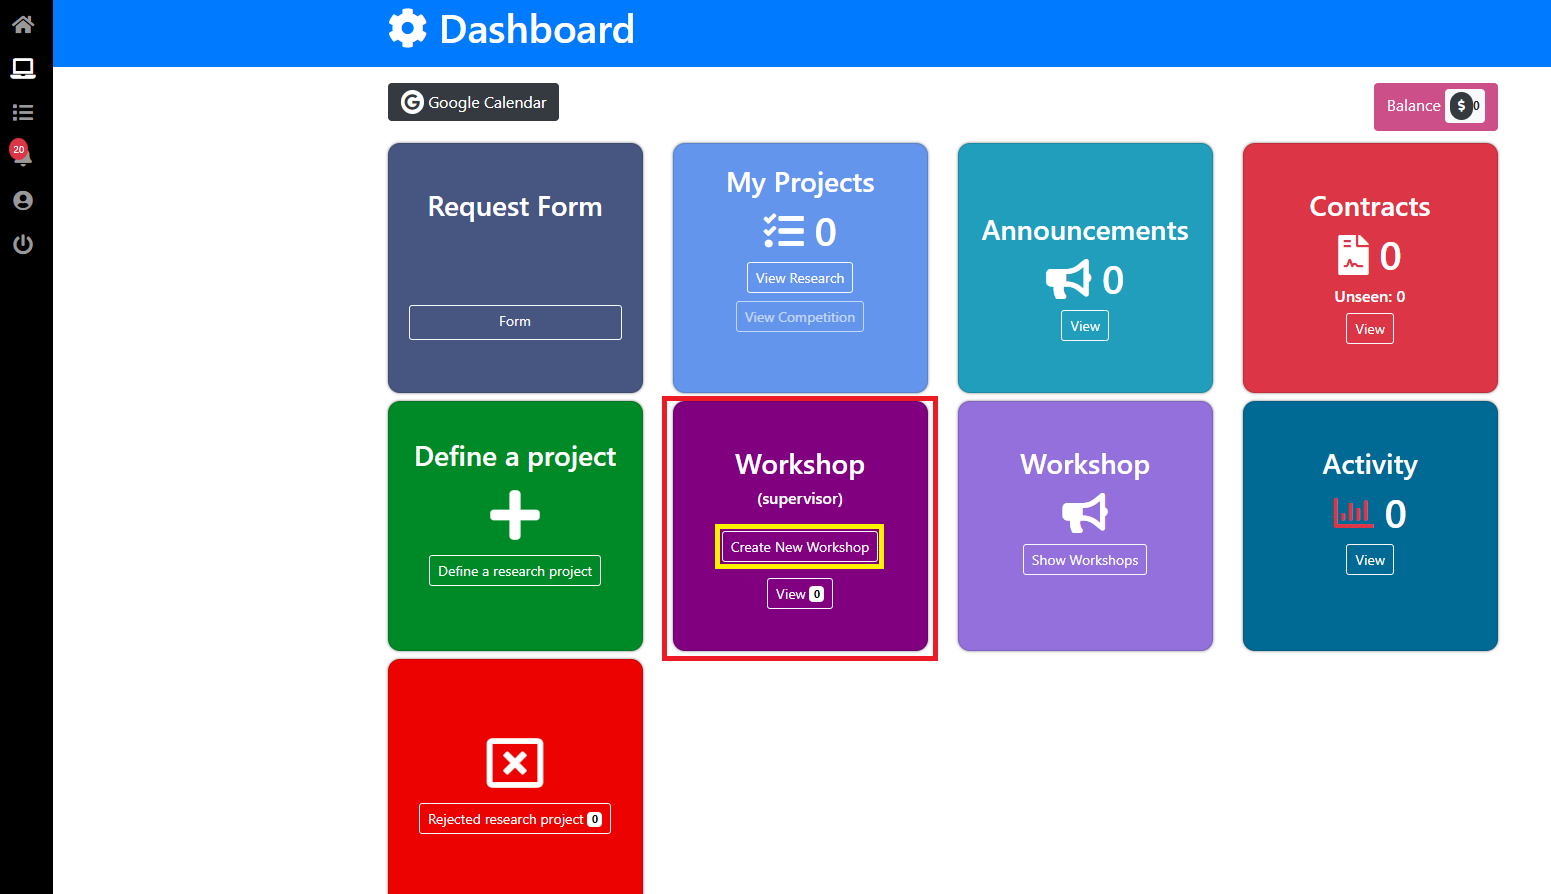 Dashboard
Google Calendar
Balance $0
20
Request Form
Form
My Projects
0
View Research
View Competition
Announcements
0
View
Contracts
0
Unseen: 0
View
Define a project
Define a research project
Workshop
(supervisor)
Create New Workshop
View 0
Workshop
Show Workshops
Activity
0
View
Rejected research project 0